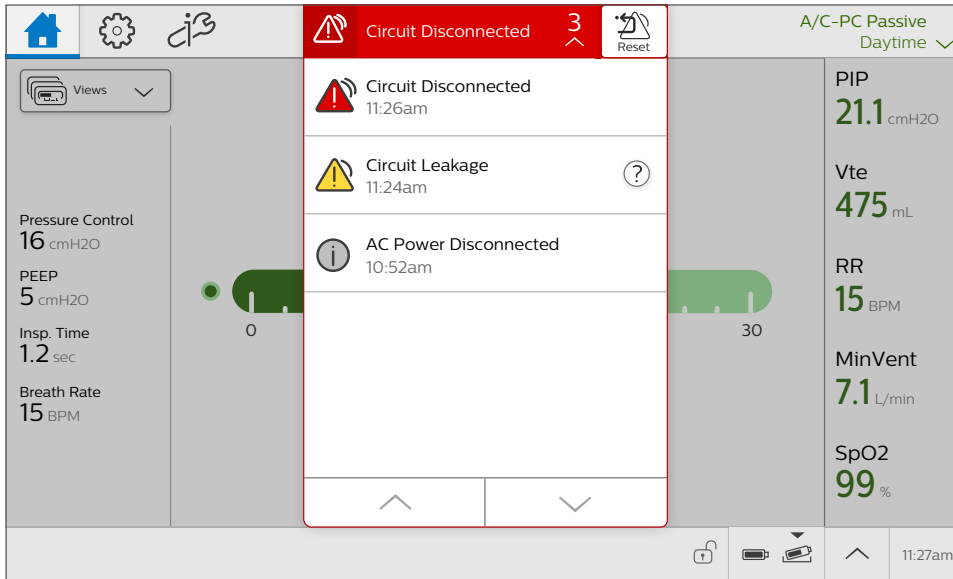 Circuit Disconnected 3
Reset
A/C-PC Passive
Daytime
Views
Circuit Disconnected
11:26am
Circuit Leakage
11:24am
?
AC Power Disconnected
10:52am
Pressure Control
16 cmH2O
PEEP
5 cmH2O
Insp. Time
1.2 sec
Breath Rate
15 BPM
0
30
PIP
21.1 cmH2O
Vte
475 mL
RR
15 BPM
MinVent
7.1 L/min
SpO2
99 %
11:27am